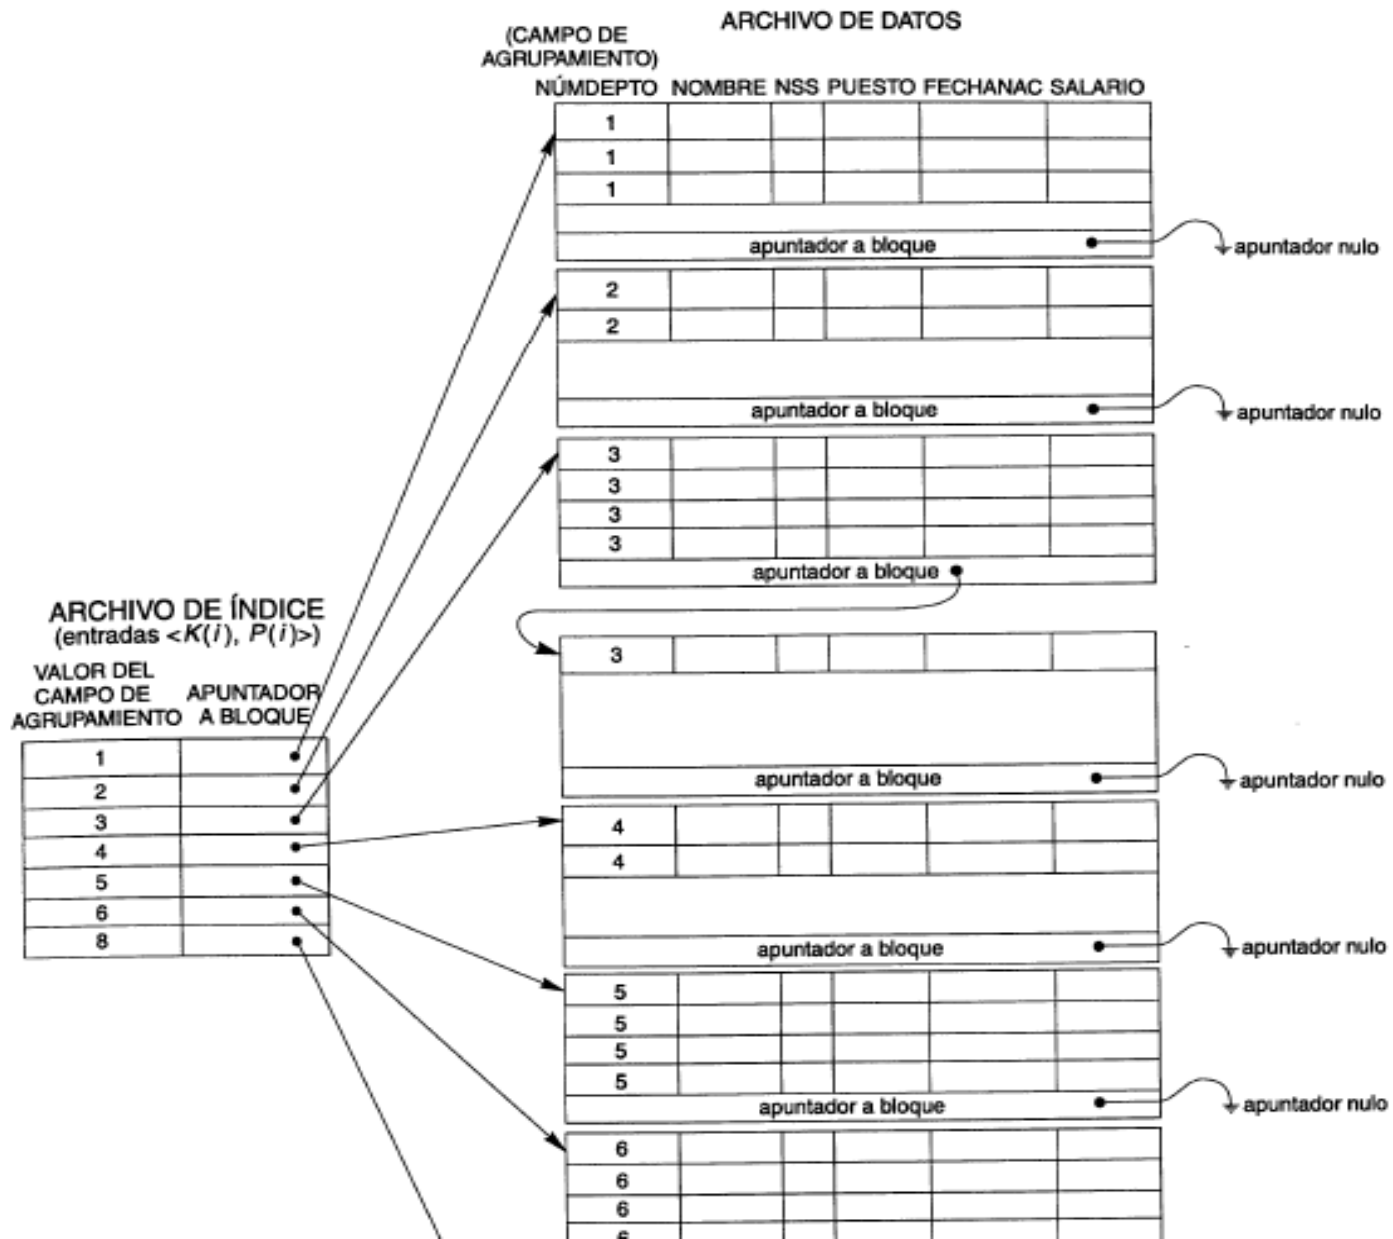 ARCHIVO DE DATOS
(CAMPO DE
AGRUPAMIENTO)
NÚMDEPTO NOMBRE NSS PUESTO FECHANAC SALARIO
1
1
1
apuntador a bloque
apuntador nulo
2
2
apuntador a bloque
apuntador nulo
3
3
3
3
apuntador a bloque
3
apuntador a bloque
apuntador nulo
4
4
apuntador a bloque
apuntador nulo
5
5
5
5
apuntador a bloque
apuntador nulo
6
6
6
6
ARCHIVO DE ÍNDICE
(entradas <K(i), P(i)>)
VALOR DEL
CAMPO DE
AGRUPAMIENTO
APUNTADOR
A BLOQUE
1
2
3
4
5
6
8